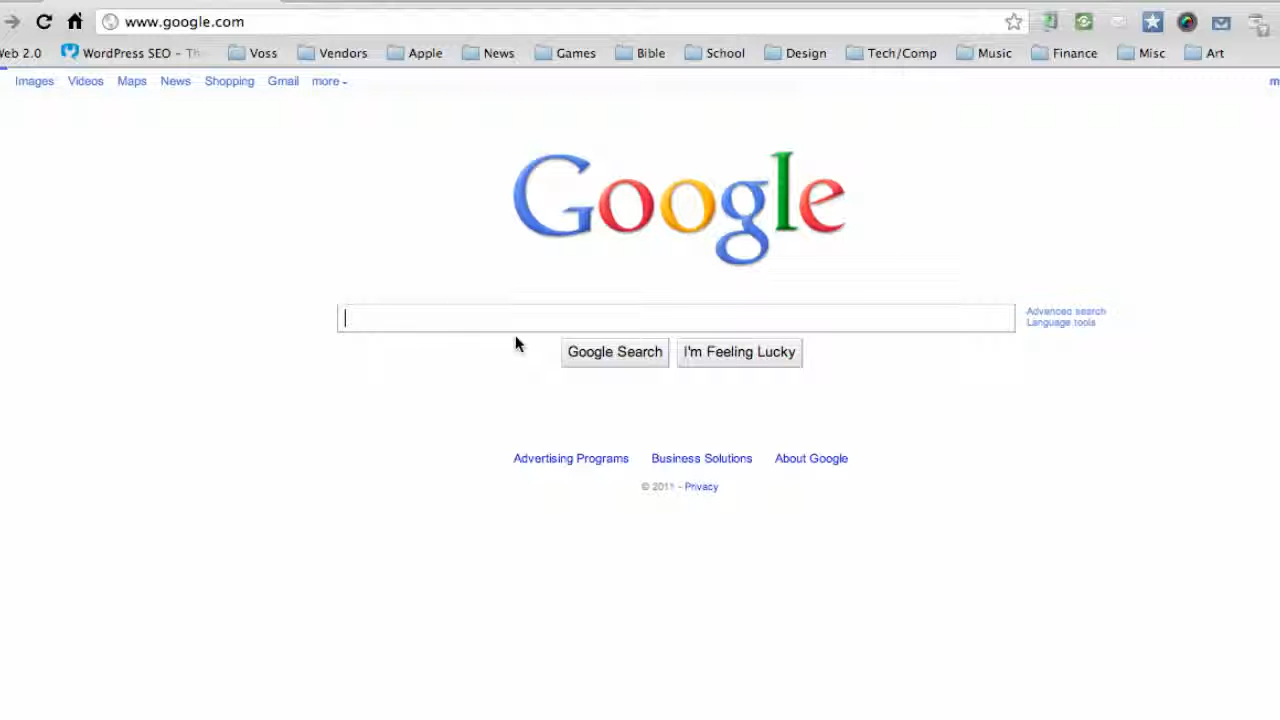 www.google.com
Web 2.0 WordPress SEO - Th Voss Vendors Apple News Games Bible School Design Tech/Comp Music Finance Misc Art
Images Videos Maps News Shopping Gmail more
Google
Advanced search
Language tools
Google Search I'm Feeling Lucky
Advertising Programs Business Solutions About Google
© 2011 - Privacy